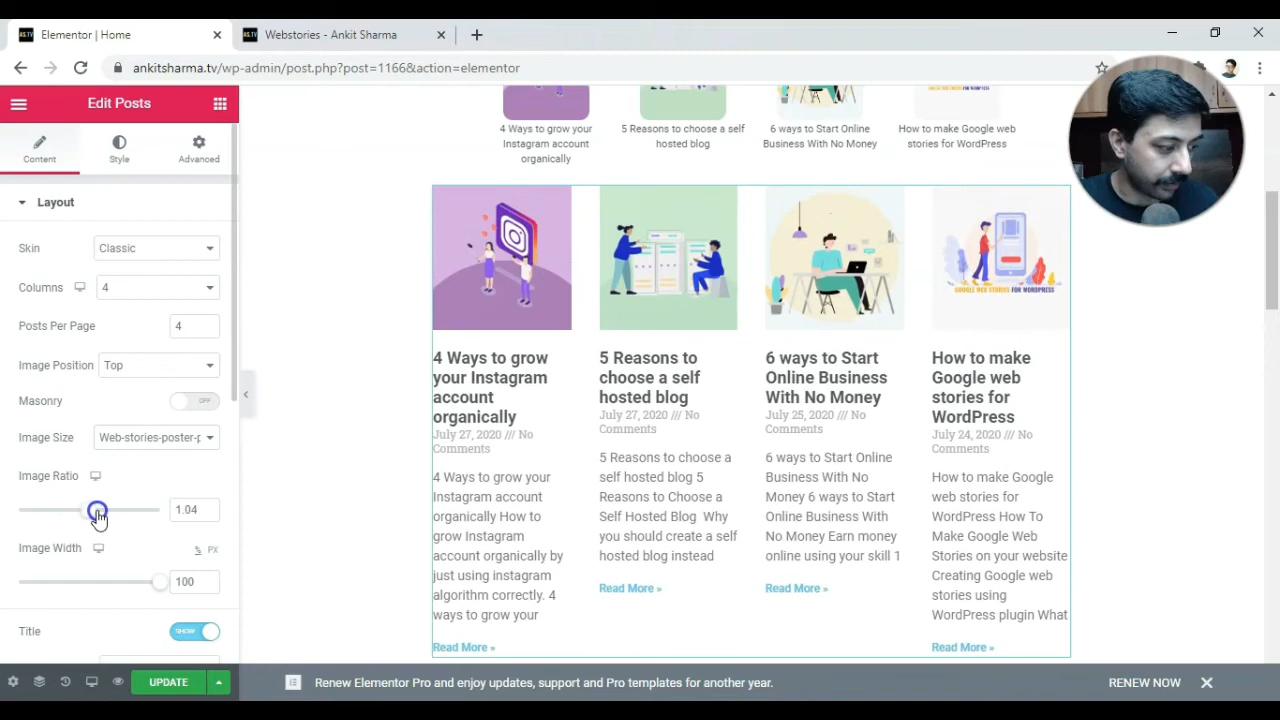 AS.TV Elementor | Home
AS.TV Webstories - Ankit Sharma
ankitsharma.tv/wp-admin/post.php?post=1166&action=elementor
Edit Posts
Content
Style
Advanced
Layout
Skin
Classic
Columns
4
Posts Per Page
4
Image Position
Top
Masonry
OFF
Image Size
Web-stories-poster-p
Image Ratio
1.04
Image Width
% PX
100
Title
SHOW
UPDATE
4 Ways to grow your Instagram account organically
5 Reasons to choose a self hosted blog
6 ways to Start Online Business With No Money
How to make Google web stories for WordPress
GOOGLE WEB STORIES FOR WORDPRESS
4 Ways to grow
your Instagram
account
organically
July 27, 2020 /// No
Comments
4 Ways to grow your
Instagram account
organically How to
grow Instagram
account organically by
just using instagram
algorithm correctly. 4
ways to grow your
Read More »
5 Reasons to
choose a self
hosted blog
July 27, 2020 /// No
Comments
5 Reasons to choose a
self hosted blog 5
Reasons to Choose a
Self Hosted Blog Why
you should create a self
hosted blog instead
Read More »
6 ways to Start
Online Business
With No Money
July 25, 2020 /// No
Comments
6 ways to Start Online
Business With No
Money 6 ways to Start
Online Business With
No Money Earn money
online using your skill 1
Read More »
How to make
Google web
stories for
WordPress
July 24, 2020 /// No
Comments
How to make Google
web stories for
WordPress How To
Make Google Web
Stories on your website
Creating Google web
stories using
WordPress plugin What
Read More »
Renew Elementor Pro and enjoy updates, support and Pro templates for another year.
RENEW NOW